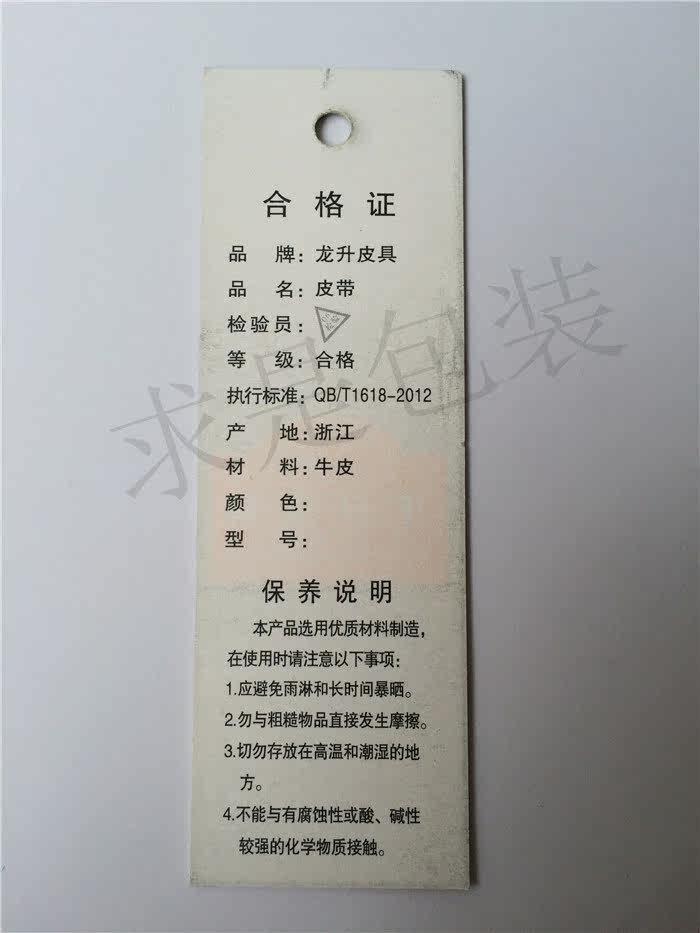 合格证
品 牌：龙升皮具
品 名：皮带
检验员：
等 级：合格
执行标准：QB/T1618-2012
产 地：浙江
材 料：牛皮
颜 色：
型 号：
保养说明
本产品选用优质材料制造，
在使用时请注意以下事项：
1.应避免雨淋和长时间暴晒。
2.勿与粗糙物品直接发生摩擦。
3.切勿存放在高温和潮湿的地
方。
4.不能与有腐蚀性或酸、碱性
较强的化学物质接触。
求是包装